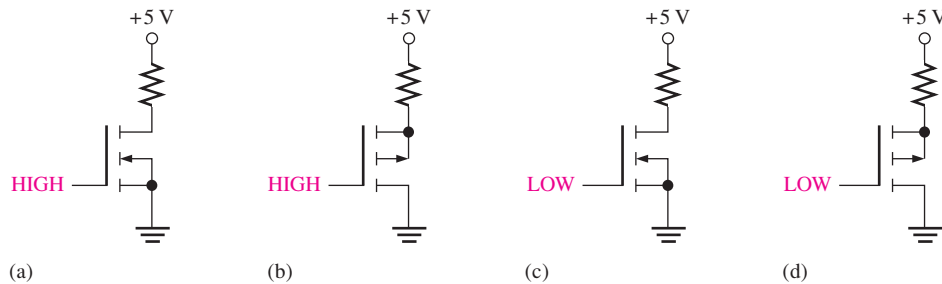 +5 V +5 V +5 V +5 V
HIGH HIGH LOW LOW
(a) (b) (c) (d)